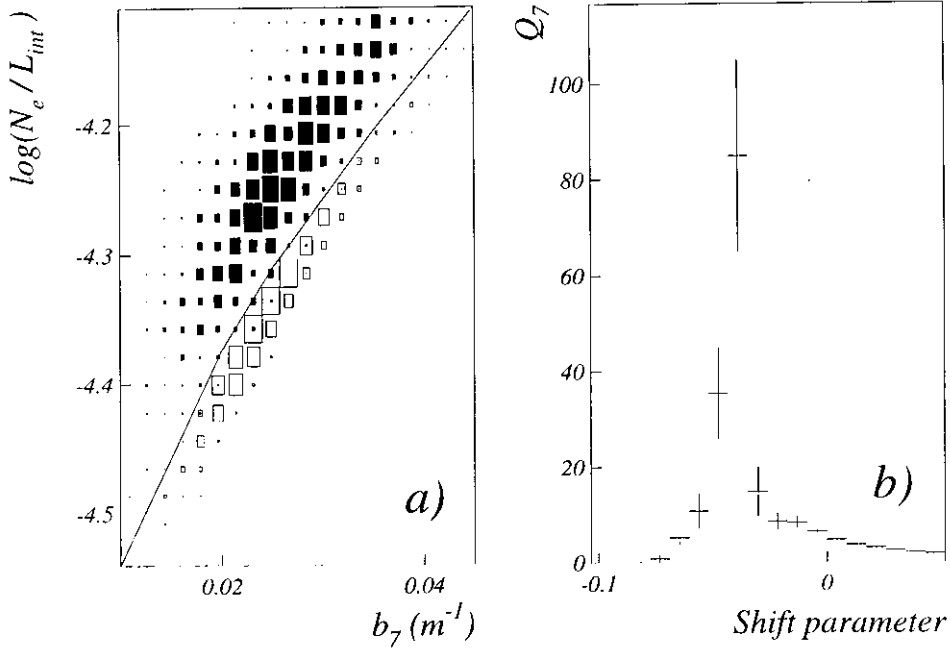 log(N_e / L_int)
-4.2
-4.3
-4.4
-4.5
0.02
0.04
b_7 (m^-1)
a)
Q_7
100
80
60
40
20
0
-0.1
0
Shift parameter
b)